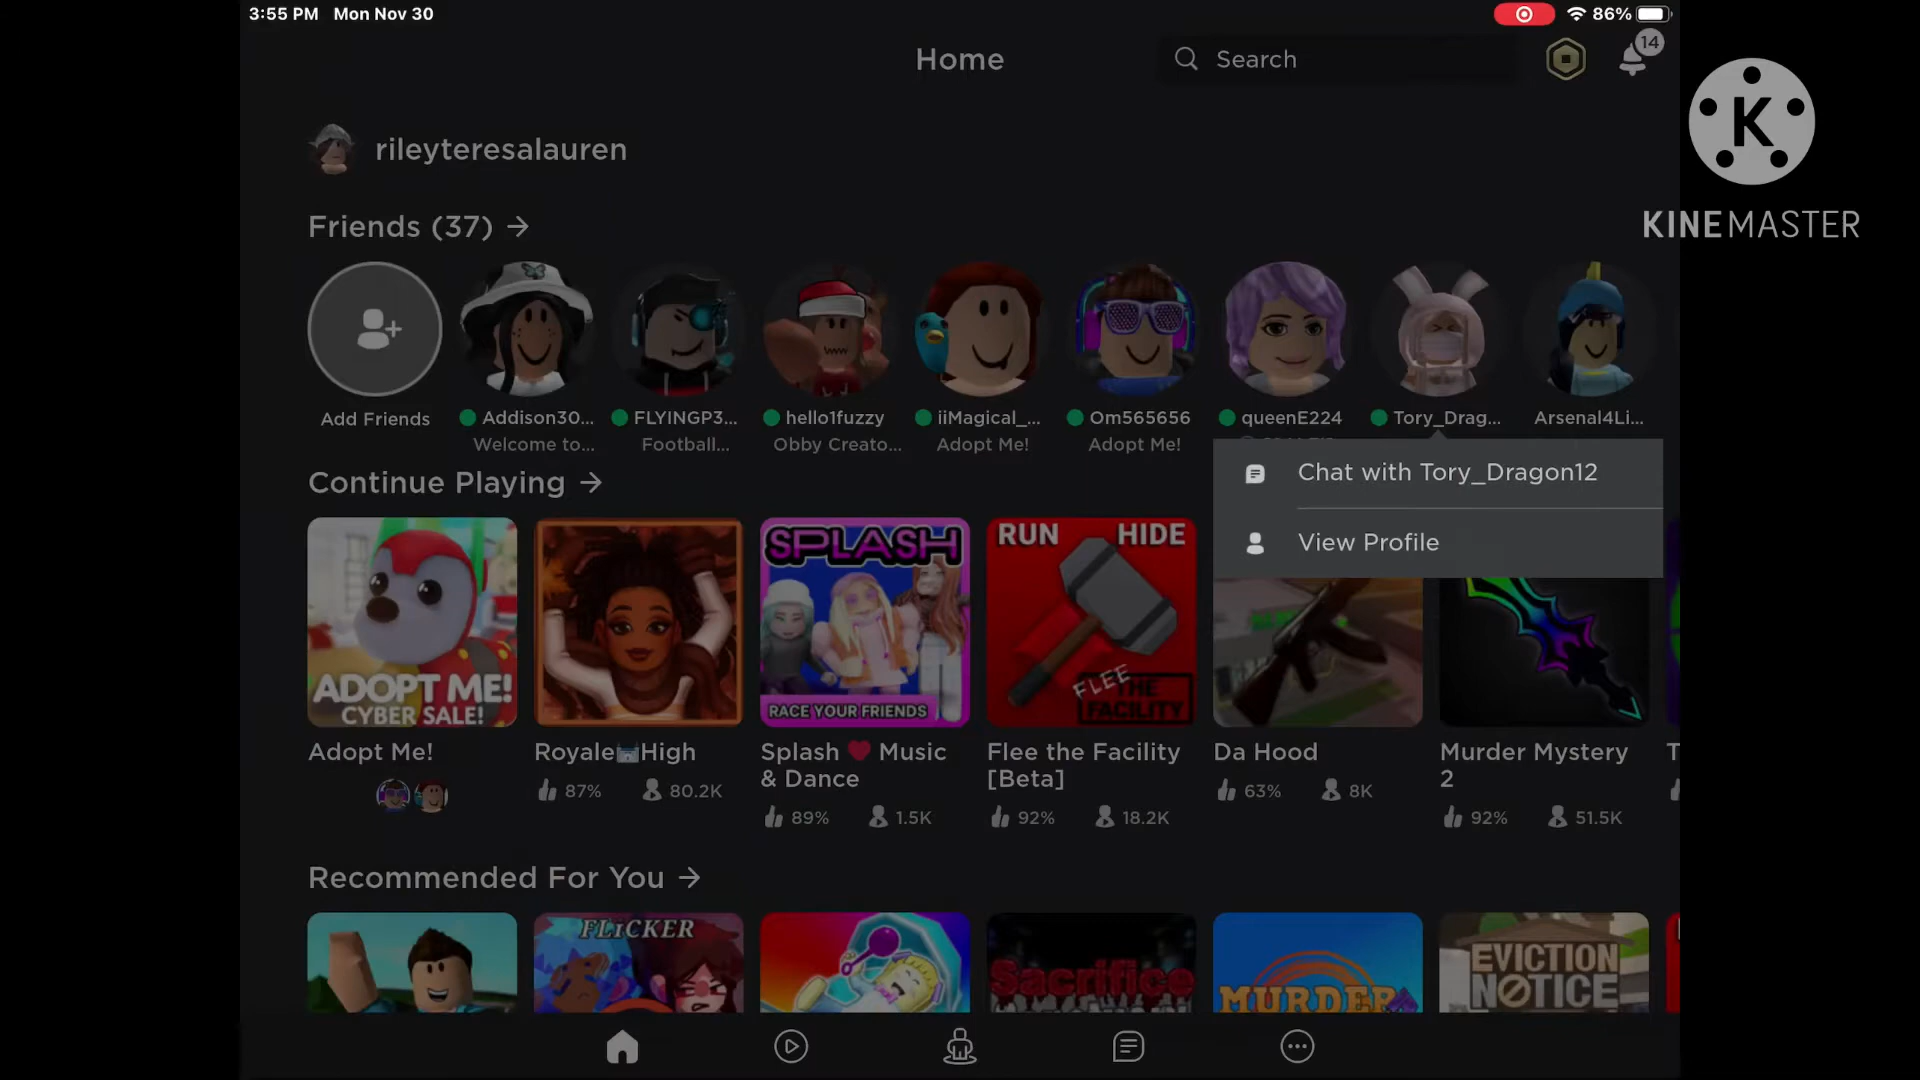 3:55 PM Mon Nov 30
86%
Home
Search
14
K
KINEMASTER
rileyteresalauren
Friends (37) →
Add Friends
Addison30...
Welcome to...
FLYINGP3...
Football...
hello1fuzzy
Obby Creato...
iiMagical_...
Adopt Me!
Om565656
Adopt Me!
queenE224
Tory_Drag...
Arsenal4Li...
Chat with Tory_Dragon12
View Profile
Continue Playing →
ADOPT ME!
CYBER SALE!
SPLASH
RACE YOUR FRIENDS
RUN HIDE
FLEE
THE
FACILITY
Adopt Me!
Royale🏰High
87% 80.2K
Splash ❤️ Music
& Dance
89% 1.5K
Flee the Facility
[Beta]
92% 18.2K
Da Hood
63% 8K
Murder Mystery
2
92% 51.5K
T
Recommended For You →
FLiCKER
Sacrifice
MURDER
EVICTION
NOTICE